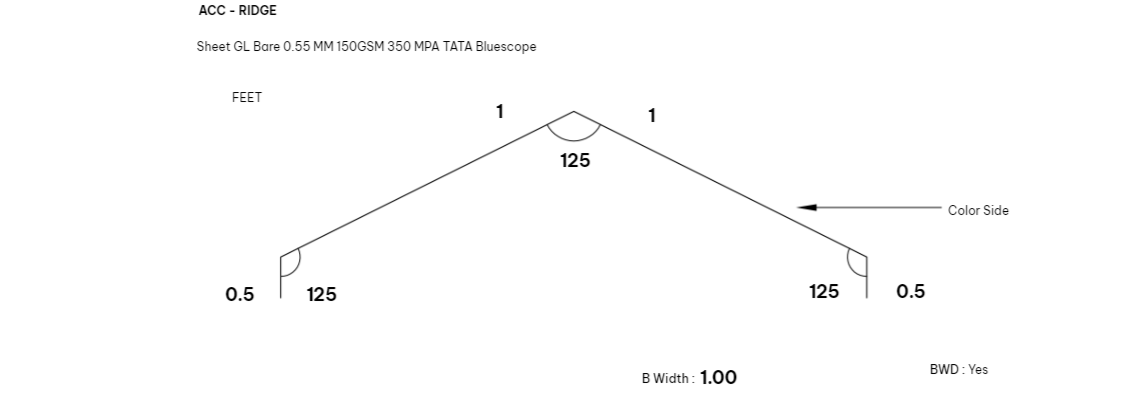 ACC - RIDGE
Sheet GL Bare 0.55 MM 150GSM 350 MPA TATA Bluescope
FEET
1
1
125
Color Side
0.5
125
125
0.5
B Width : 1.00
BWD : Yes